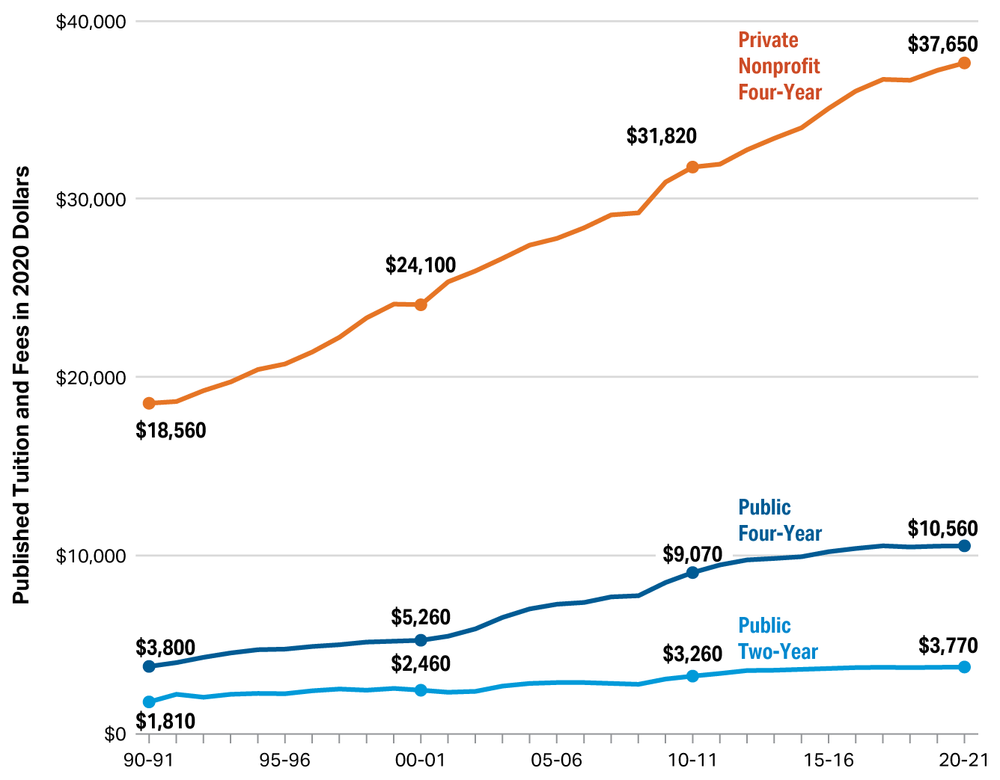 $40,000
Private
Nonprofit
Four-Year
$37,650
$31,820
$30,000
$24,100
$20,000
$18,560
Published Tuition and Fees in 2020 Dollars
Public
Four-Year
$10,560
$10,000
$9,070
$5,260
Public
Two-Year
$3,800
$2,460
$3,260
$3,770
$1,810
$0
90-91 95-96 00-01 05-06 10-11 15-16 20-21